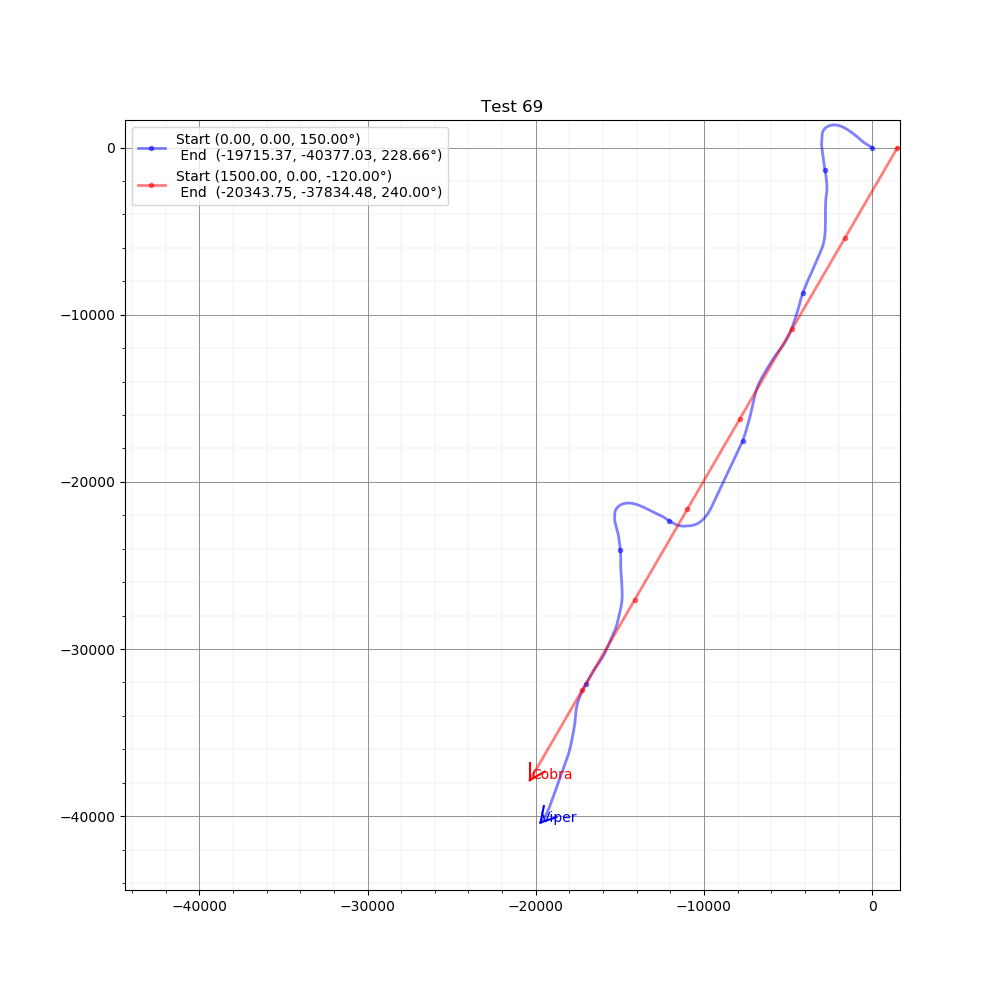 Test 69
Start (0.00, 0.00, 150.00°)
End  (-19715.37, -40377.03, 228.66°)
Start (1500.00, 0.00, -120.00°)
End  (-20343.75, -37834.48, 240.00°)
0
−10000
−20000
−30000
−40000
Cobra
Viper
−40000
−30000
−20000
−10000
0